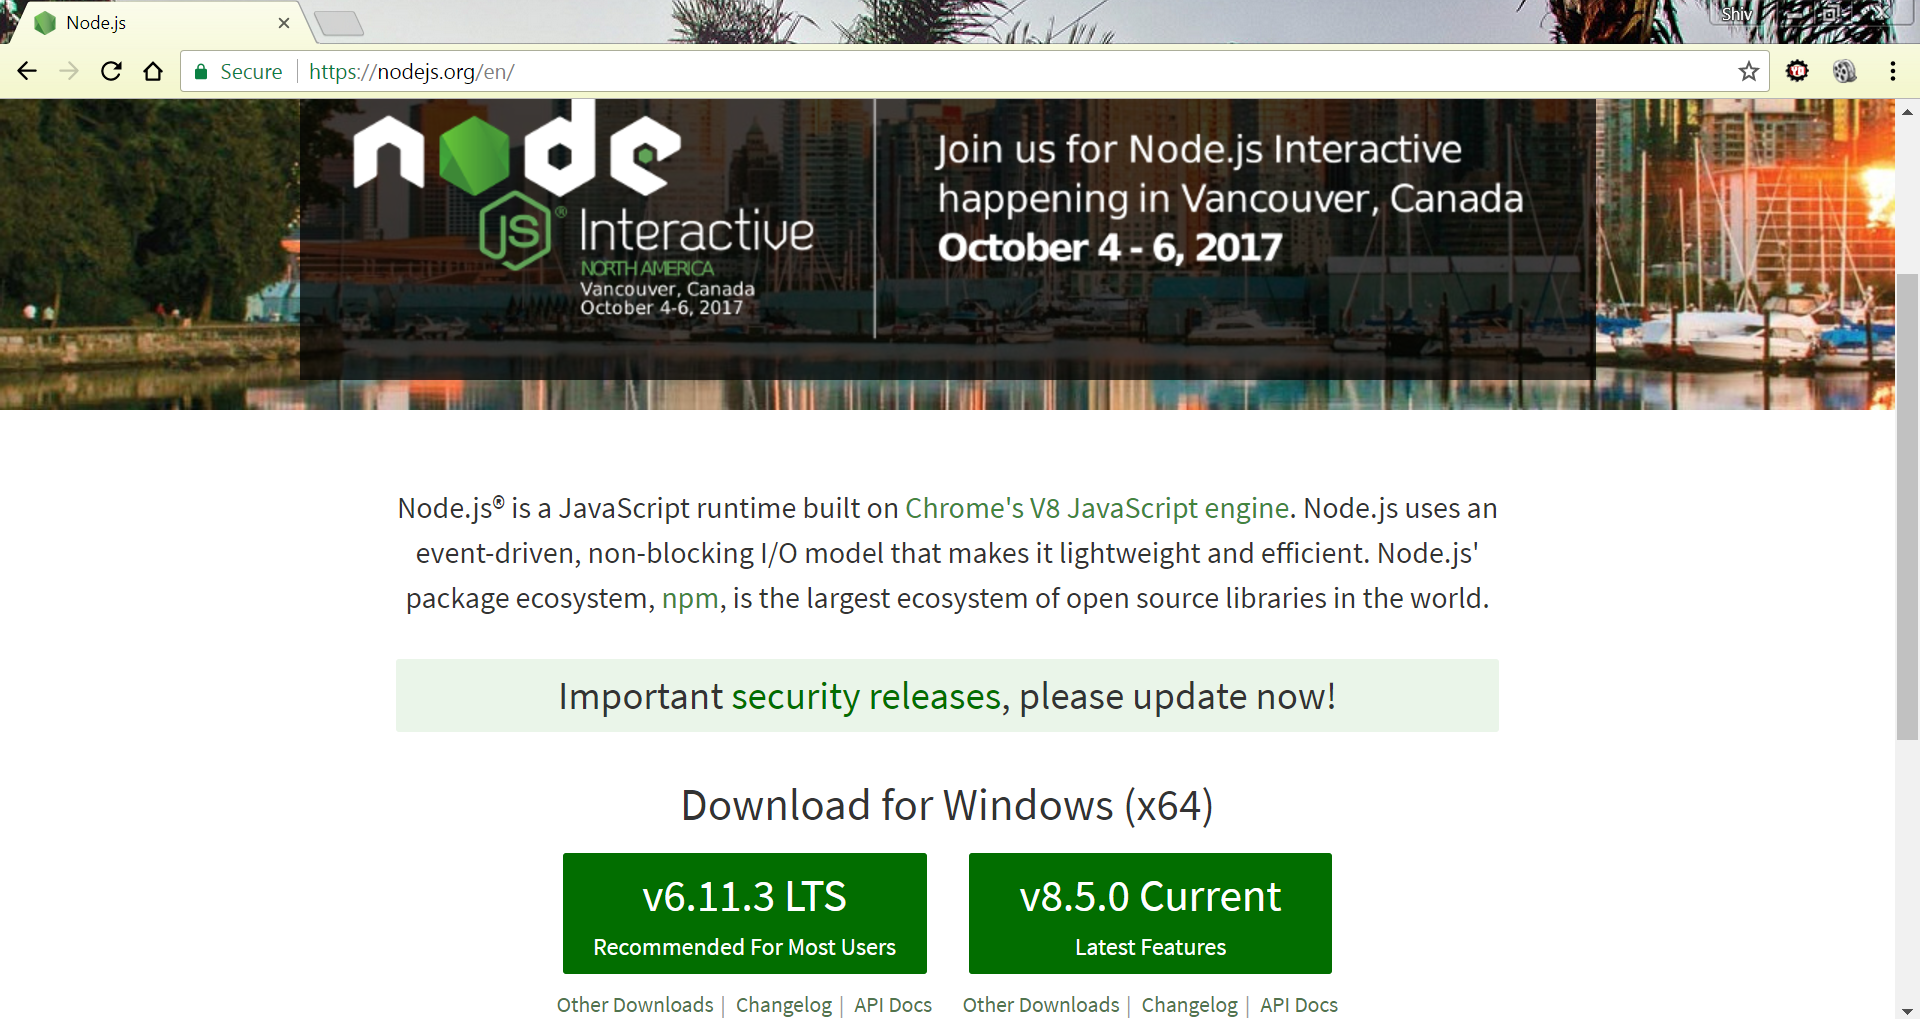 Node.js
Shiv
Secure
https://nodejs.org/en/
node
JS® Interactive
NORTH AMERICA
Vancouver, Canada
October 4-6, 2017
Join us for Node.js Interactive
happening in Vancouver, Canada
October 4 - 6, 2017
Node.js® is a JavaScript runtime built on Chrome's V8 JavaScript engine. Node.js uses an
event-driven, non-blocking I/O model that makes it lightweight and efficient. Node.js'
package ecosystem, npm, is the largest ecosystem of open source libraries in the world.
Important security releases, please update now!
Download for Windows (x64)
v6.11.3 LTS
Recommended For Most Users
Other Downloads | Changelog | API Docs
v8.5.0 Current
Latest Features
Other Downloads | Changelog | API Docs